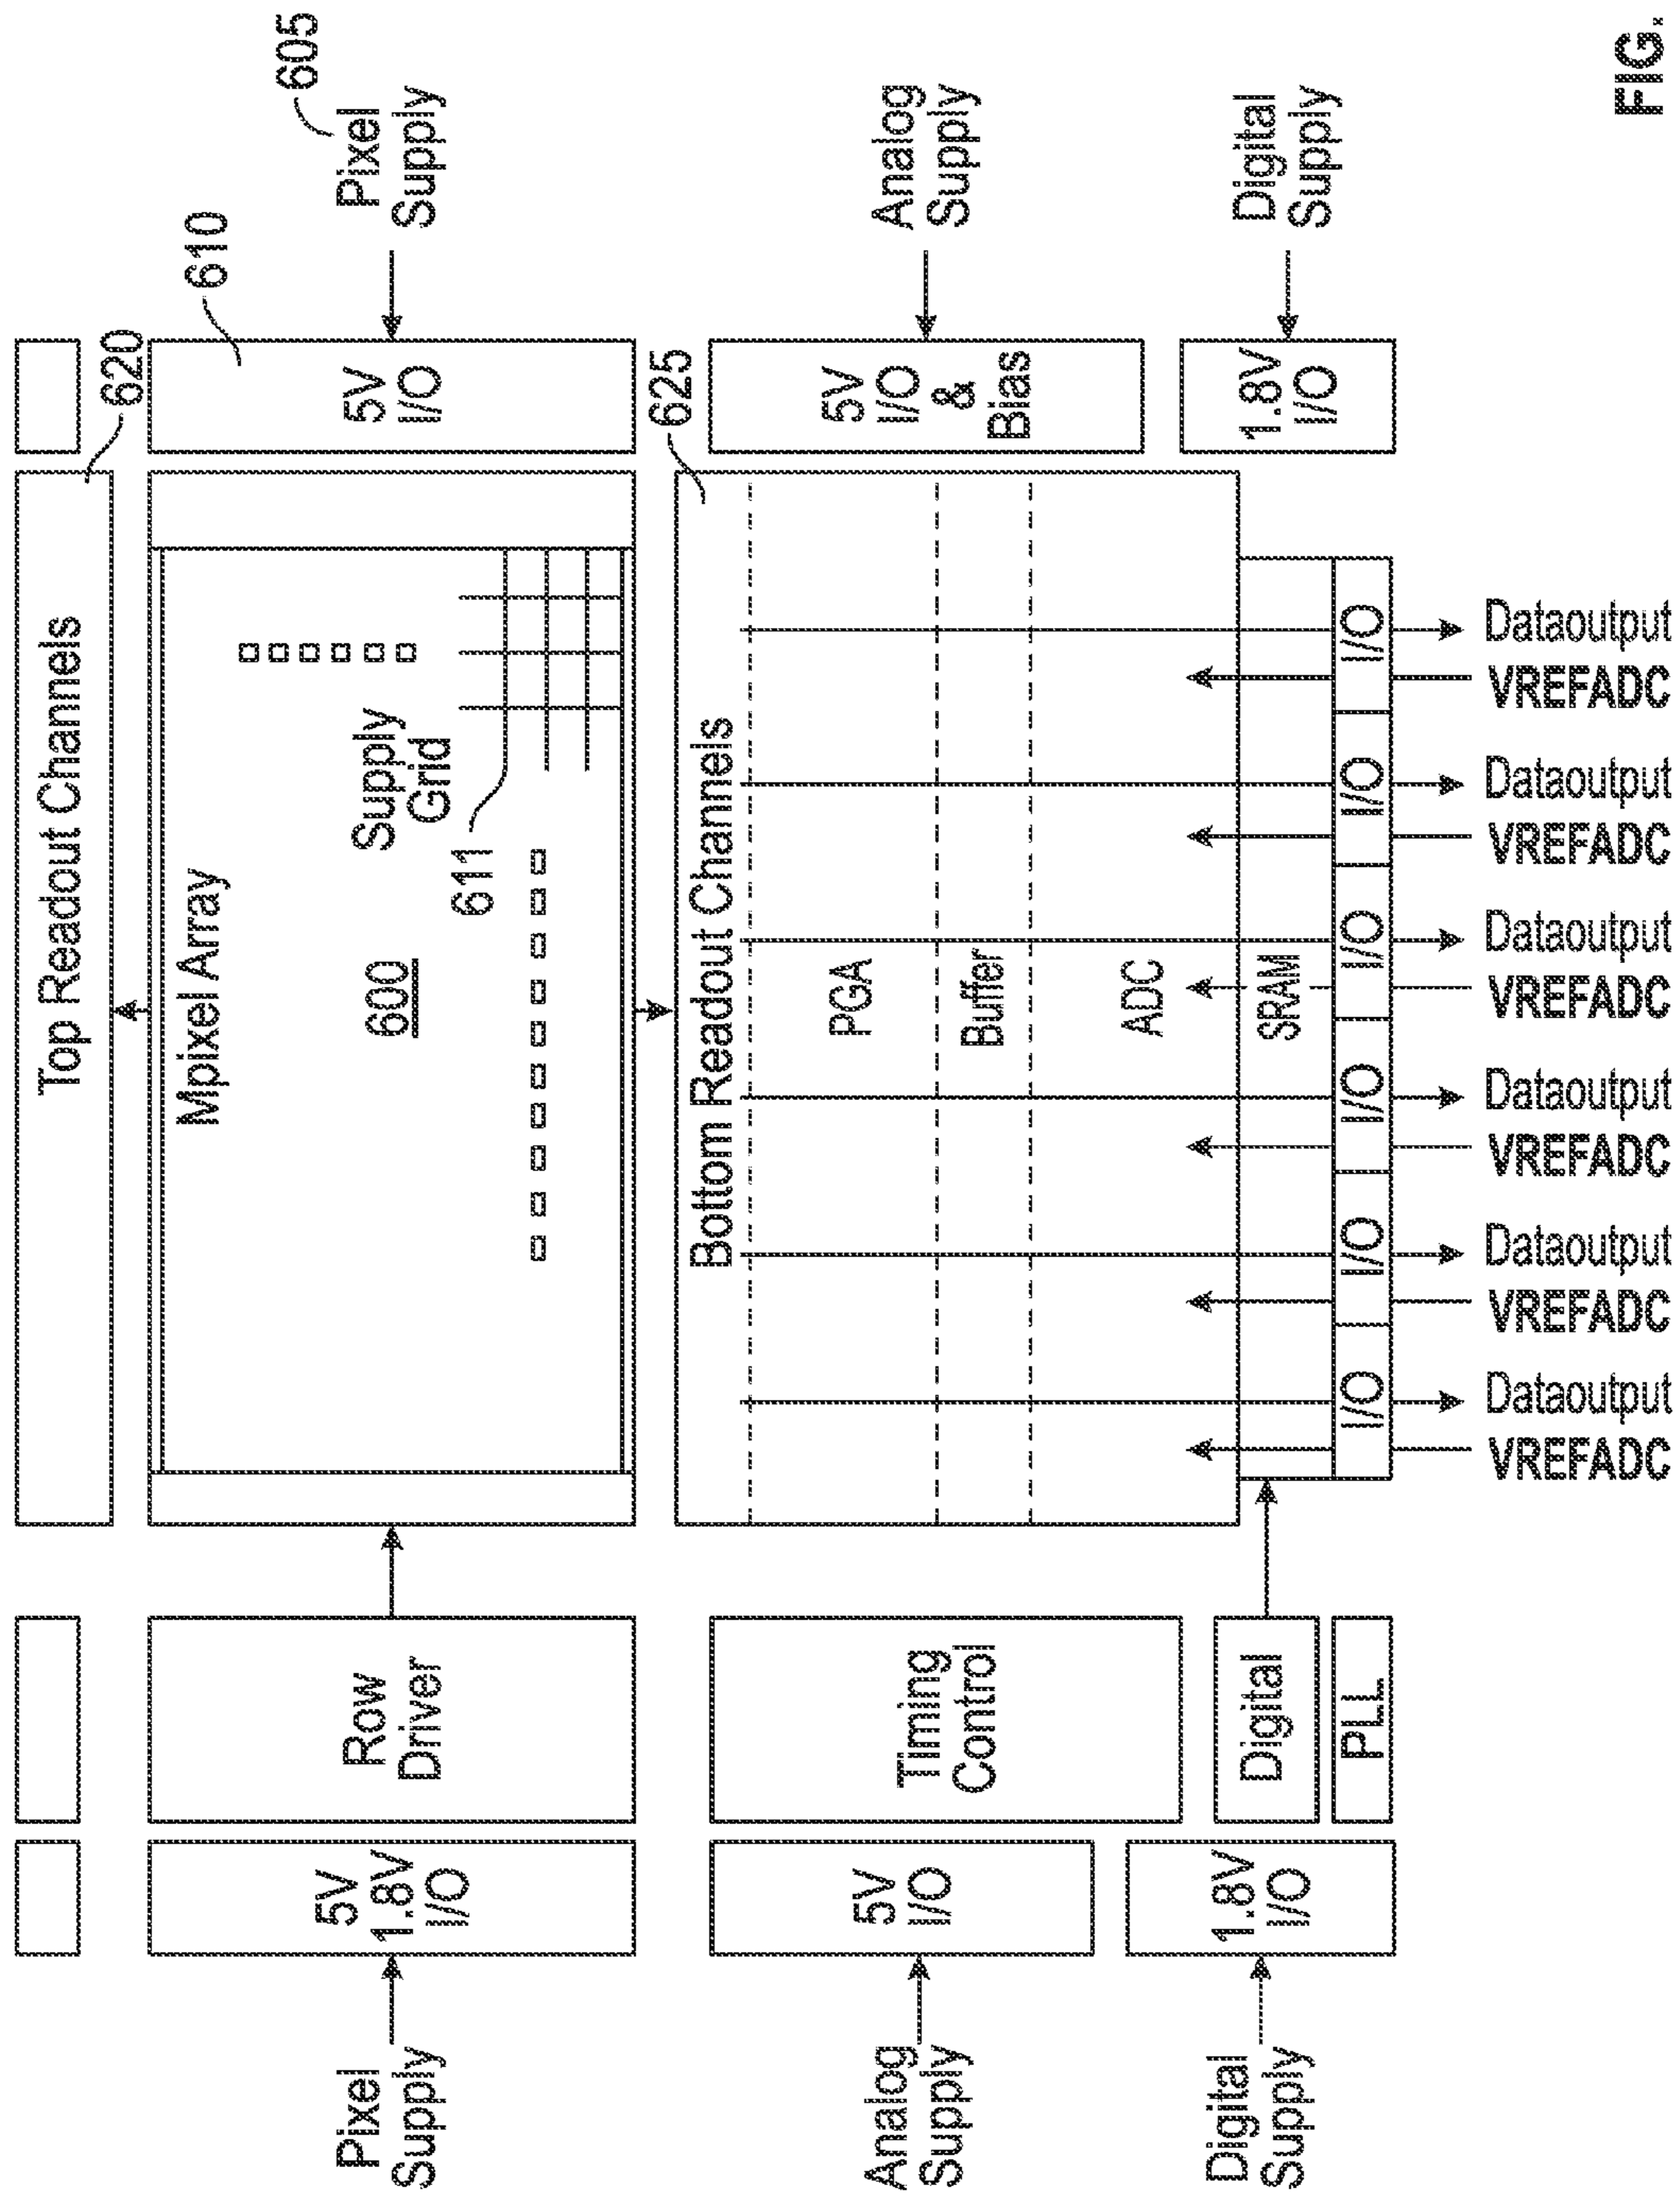 Top Readout Channels
620
610
605
Pixel
Supply
5V
1.8V
I/O
Row
Driver
Mpixel Array
600
Supply
Grid
611
5V
I/O
Pixel
Supply
625
Bottom Readout Channels
Analog
Supply
5V
I/O
Timing
Control
PGA
Buffer
ADC
SRAM
5V
I/O
&
Bias
Analog
Supply
Digital
Supply
1.8V
I/O
Digital
PLL
I/O
I/O
I/O
I/O
I/O
I/O
1.8V
I/O
Digital
Supply
VREFADC
Dataoutput
VREFADC
Dataoutput
VREFADC
Dataoutput
VREFADC
Dataoutput
VREFADC
Dataoutput
VREFADC
Dataoutput
FIG.